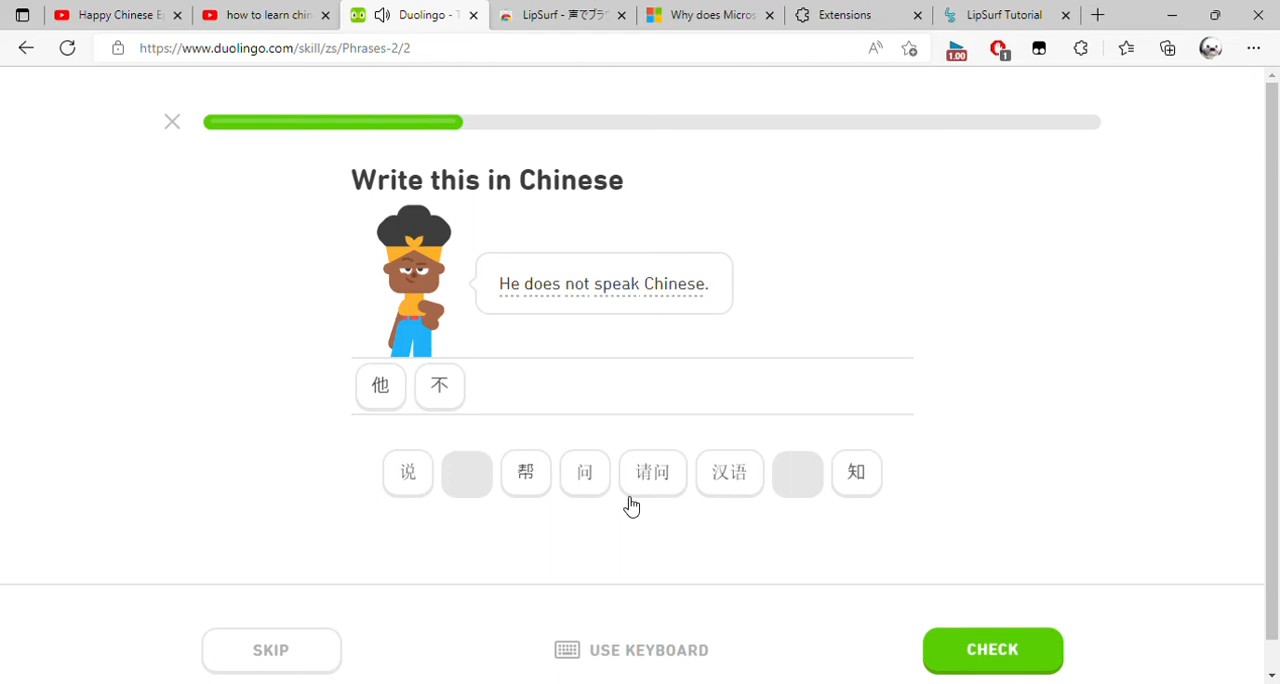 Happy Chinese E
how to learn chin
Duolingo - T
LipSurf - 声でブラ
Why does Micros
Extensions
LipSurf Tutorial
https://www.duolingo.com/skill/zs/Phrases-2/2
1.00
1
Write this in Chinese
He does not speak Chinese.
他 不
说 帮 问 请问 汉语 知
SKIP
USE KEYBOARD
CHECK